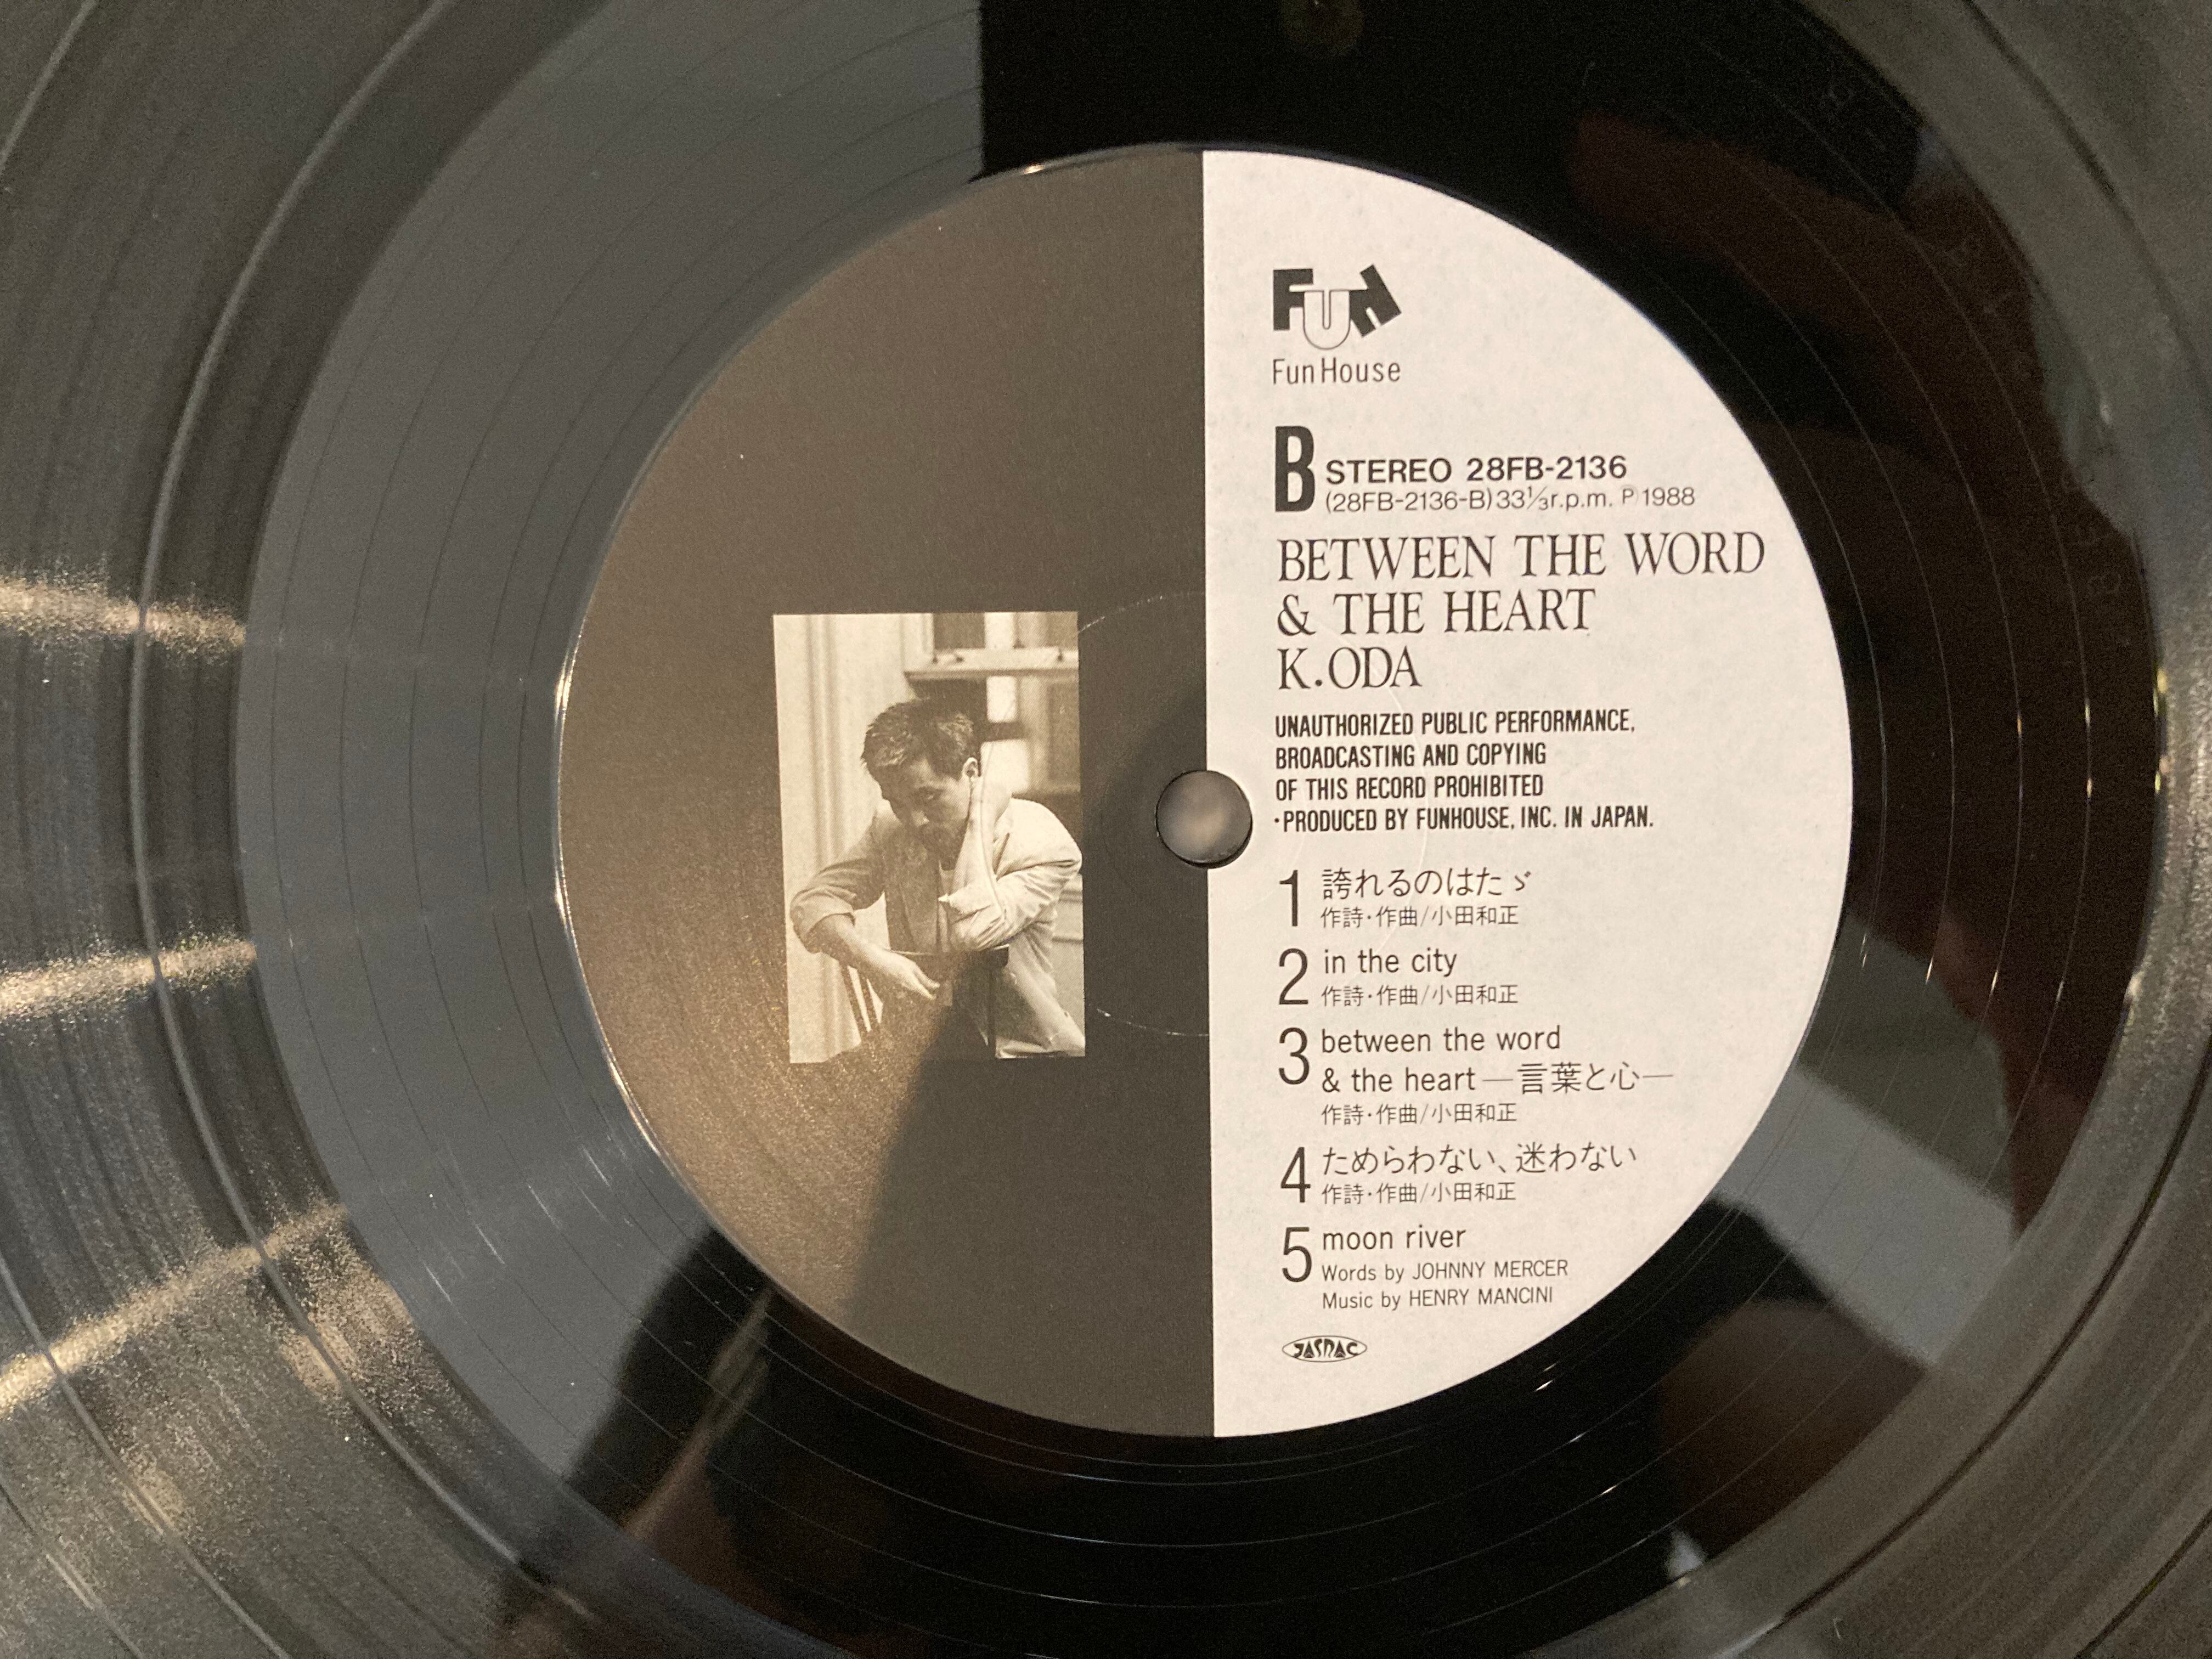 FUN
FunHouse
B STEREO 28FB-2136
(28FB-2136-B) 33⅓r.p.m. Ⓟ1988
BETWEEN THE WORD
& THE HEART
K.ODA
UNAUTHORIZED PUBLIC PERFORMANCE,
BROADCASTING AND COPYING
OF THIS RECORD PROHIBITED
·PRODUCED BY FUNHOUSE, INC. IN JAPAN.
1 誇れるのはたゞ
作詩・作曲/小田和正
2 in the city
作詩・作曲/小田和正
3 between the word
& the heart―言葉と心―
作詩・作曲/小田和正
4 ためらわない、迷わない
作詩・作曲/小田和正
5 moon river
Words by JOHNNY MERCER
Music by HENRY MANCINI
JASRAC